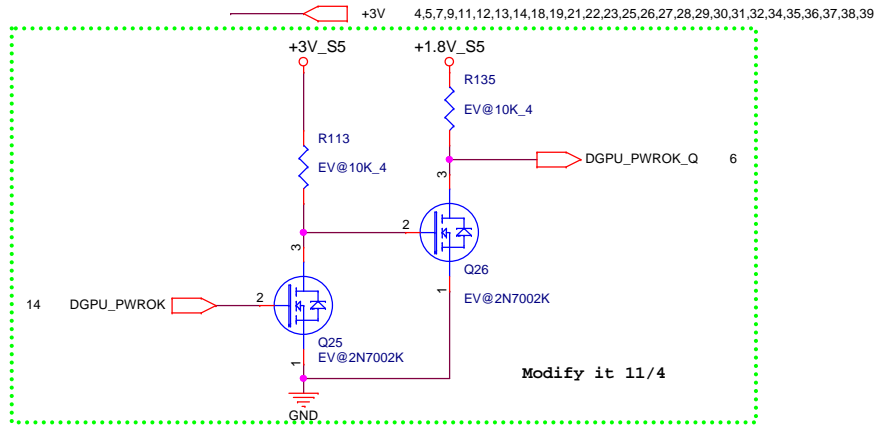 +3V 4,5,7,9,11,12,13,14,18,19,21,22,23,25,26,27,28,29,30,31,32,34,35,36,37,38,39
+3V_S5 +1.8V_S5
R135
EV@10K_4
R113
EV@10K_4
DGPU_PWROK_Q 6
3
2
3
Q26
1
EV@2N7002K
14 DGPU_PWROK 2
Q25
EV@2N7002K
1
Modify it 11/4
GND